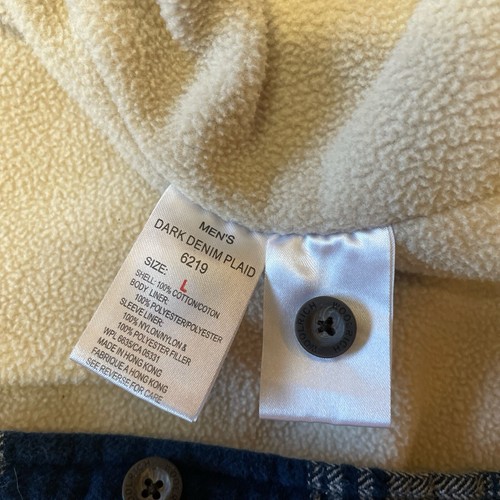 MEN'S
DARK DENIM PLAID
6219
SIZE: L
SHELL: 100% COTTON/COTON
BODY LINER:
100% POLYESTER/POLYESTER
SLEEVE LINER:
100% NYLON/NYLON &
100% POLYESTER FILLER
WPL 6635/CA 08331
MADE IN HONG KONG
FABRIQUE À HONG KONG
SEE REVERSE FOR CARE